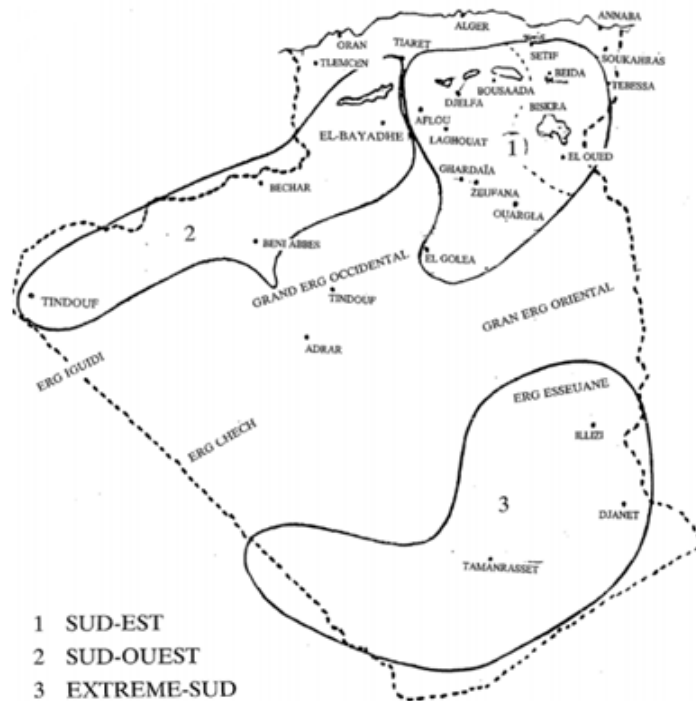 ANNABA
ALGER
ORAN
TIARET
SETIF
SOUKAHRAS
TLEMCEN
BEIDA
TEBESSA
BOUSAADA
DJELFA
BISKRA
AFLOU
EL-BAYADHE
LAGHOUAT
1
EL OUED
GHARDAÏA
BECHAR
ZEUFANA
OUARGLA
2
BENI ABBES
EL GOLEA
GRAND ERG OCCIDENTAL
TINDOUF
TINDOUF
GRAN ERG ORIENTAL
ADRAR
ERG IGUIDI
ERG ESSEUANE
ERG CHECH
ILLIZI
3
DJANET
TAMANRASSET
1 SUD-EST
2 SUD-OUEST
3 EXTREME-SUD